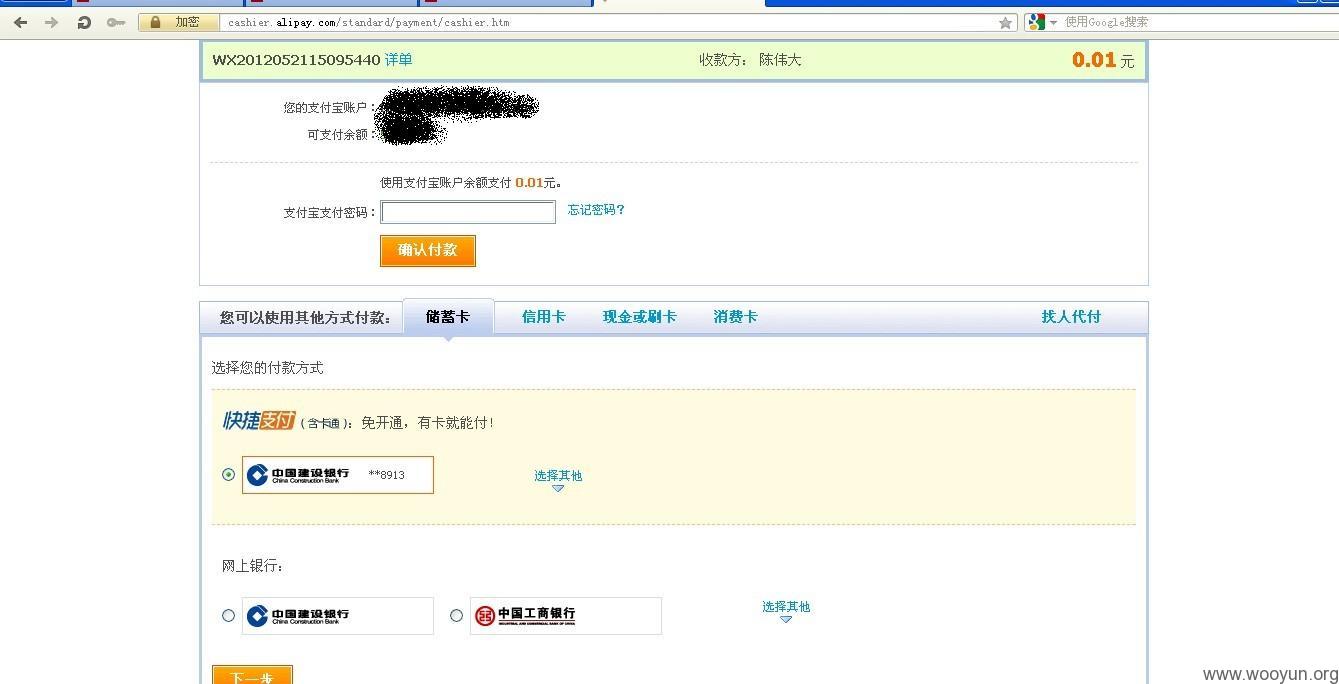 加密 cashier.alipay.com/standard/payment/cashier.htm 使用Google搜索
WX2012052115095440 详单 收款方： 陈伟大 0.01 元
您的支付宝账户：
可支付余额：
使用支付宝账户余额支付 0.01元。
支付宝支付密码： 忘记密码?
确认付款
您可以使用其他方式付款： 储蓄卡 信用卡 现金或刷卡 消费卡 找人代付
选择您的付款方式
快捷支付 (含卡通)： 免开通，有卡就能付！
中国建设银行 China Construction Bank **8913 选择其他
网上银行：
中国建设银行 China Construction Bank 中国工商银行 INDUSTRIAL AND COMMERCIAL BANK OF CHINA 选择其他
下一步
www.wooyun.org